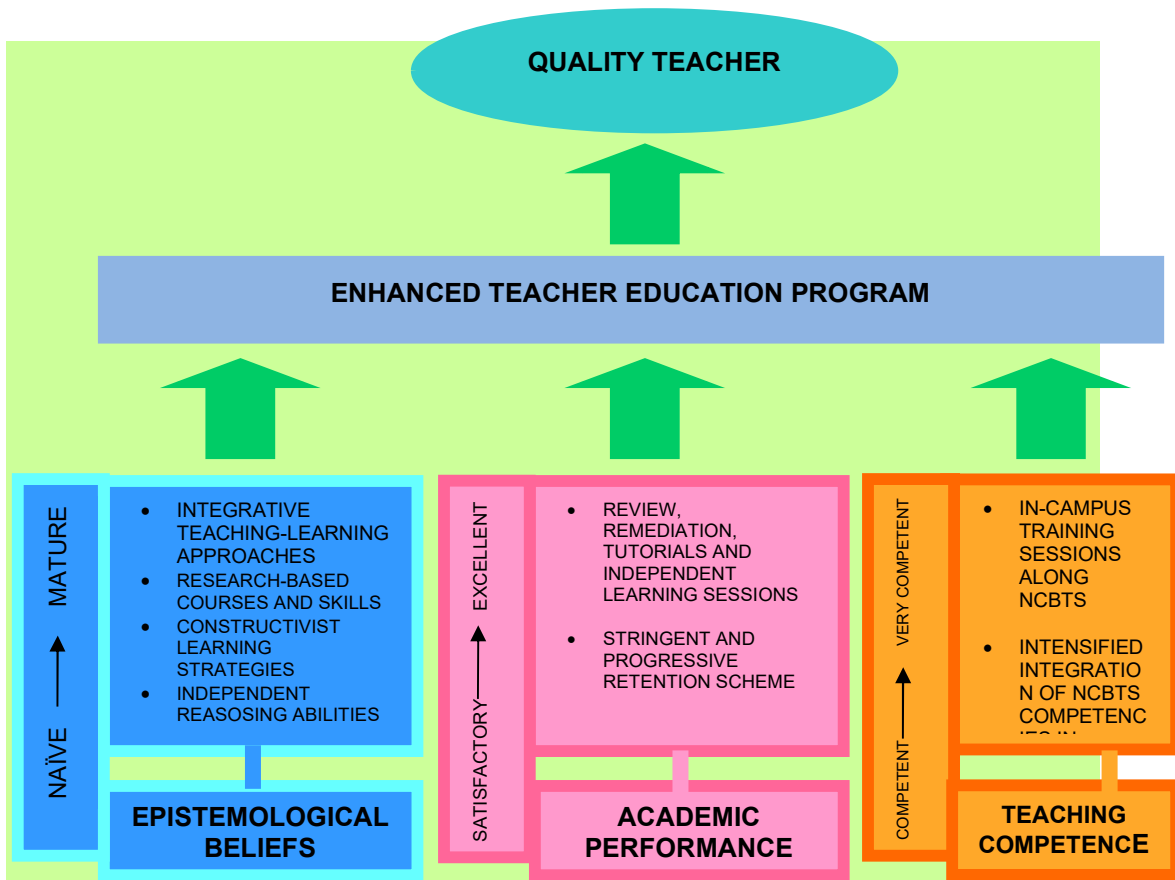 QUALITY TEACHER
ENHANCED TEACHER EDUCATION PROGRAM
NAÏVE MATURE
• INTEGRATIVE
TEACHING-LEARNING
APPROACHES
• RESEARCH-BASED
COURSES AND SKILLS
• CONSTRUCTIVIST
LEARNING
STRATEGIES
• INDEPENDENT
REASOSING ABILITIES
EPISTEMOLOGICAL
BELIEFS
SATISFACTORY EXCELLENT
• REVIEW,
REMEDIATION,
TUTORIALS AND
INDEPENDENT
LEARNING SESSIONS
• STRINGENT AND
PROGRESSIVE
RETENTION SCHEME
ACADEMIC
PERFORMANCE
COMPETENT VERY COMPETENT
• IN-CAMPUS
TRAINING
SESSIONS
ALONG
NCBTS
• INTENSIFIED
INTEGRATIO
N OF NCBTS
COMPETENC
IES IN
TEACHING
COMPETENCE